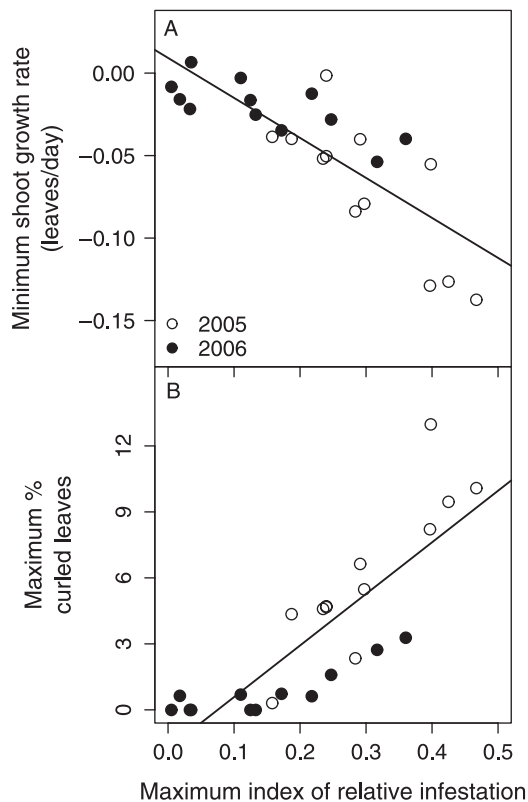 A
0.00
−0.05
−0.10
−0.15
Minimum shoot growth rate
(leaves/day)
2005
2006
B
12
9
6
3
0
Maximum %
curled leaves
0.0 0.1 0.2 0.3 0.4 0.5
Maximum index of relative infestation